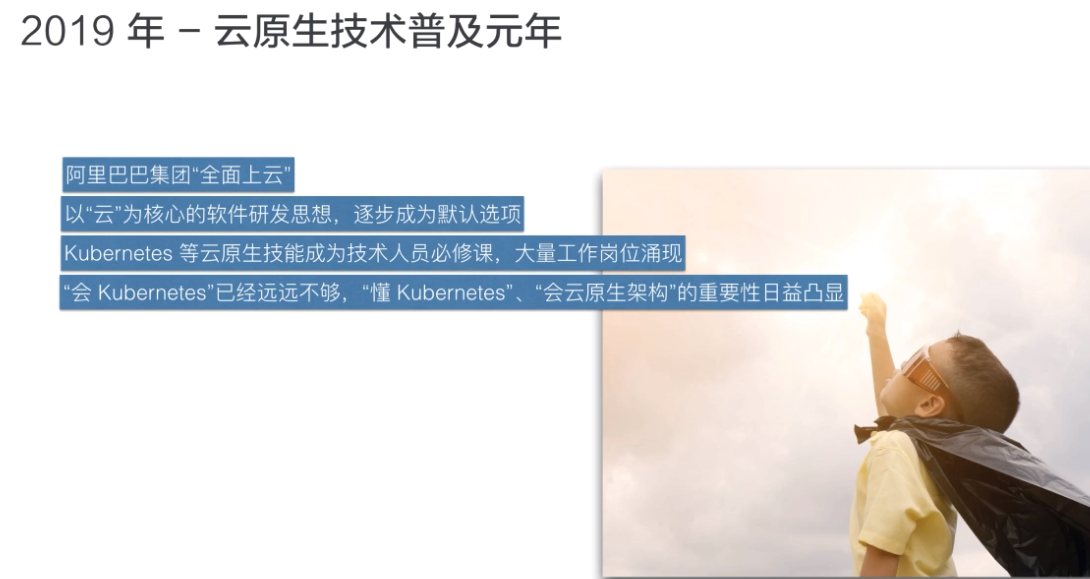 2019 年 – 云原生技术普及元年
阿里巴巴集团“全面上云”
以“云”为核心的软件研发思想，逐步成为默认选项
Kubernetes 等云原生技能成为技术人员必修课，大量工作岗位涌现
“会 Kubernetes”已经远远不够，“懂 Kubernetes”、“会云原生架构”的重要性日益凸显